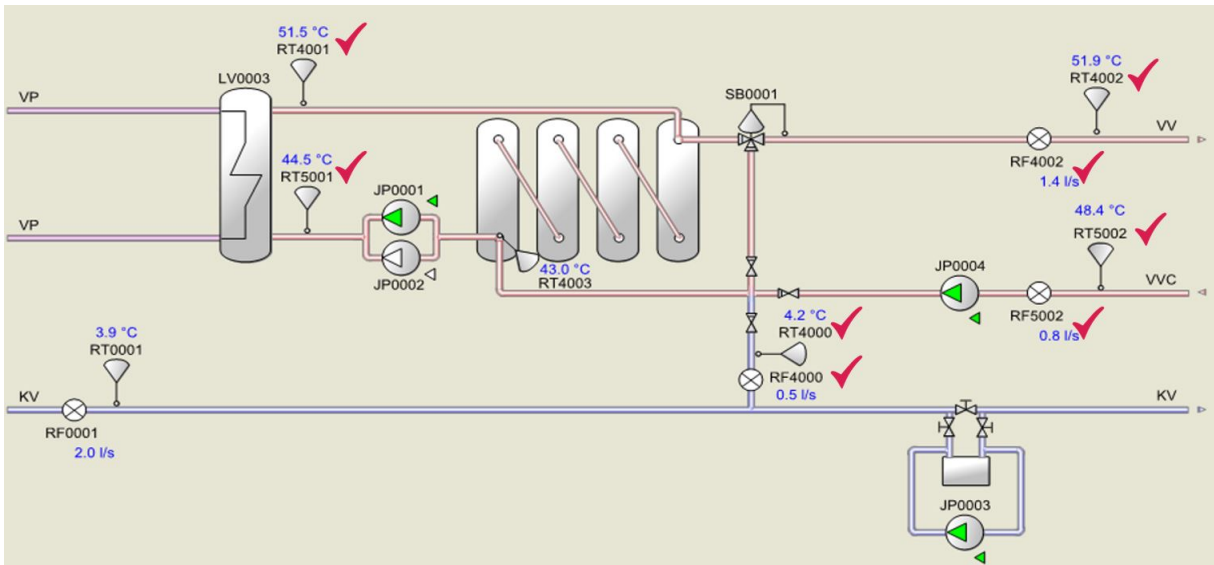 51.5 °C
RT4001
LV0003
VP
51.9 °C
RT4002
SB0001
VV
RF4002
1.4 l/s
44.5 °C
RT5001
JP0001
VP
JP0002
43.0 °C
RT4003
48.4 °C
RT5002
JP0004
VVC
RF5002
0.8 l/s
4.2 °C
RT4000
RF4000
0.5 l/s
3.9 °C
RT0001
KV
RF0001
2.0 l/s
KV
JP0003